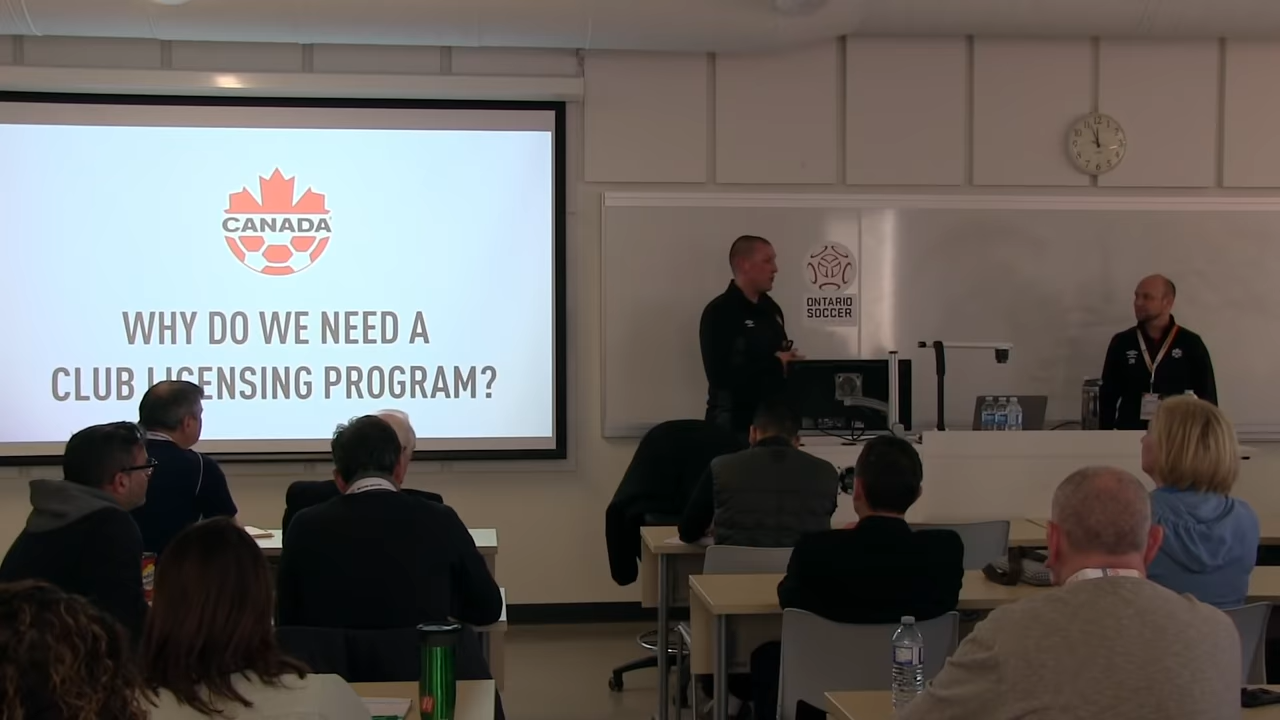 CANADA
WHY DO WE NEED A
CLUB LICENSING PROGRAM?
ONTARIO
SOCCER